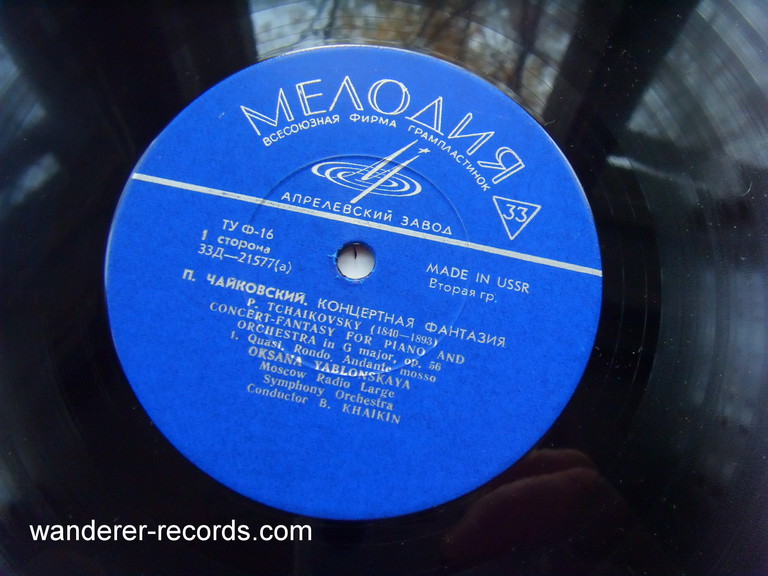 МЕЛОДИЯ
ВСЕСОЮЗНАЯ ФИРМА ГРАМПЛАСТИНОК
АПРЕЛЕВСКИЙ ЗАВОД
33
ТУ Ф-16
1 сторона
33Д—21577(а)
MADE IN USSR
Вторая гр.
П. ЧАЙКОВСКИЙ. КОНЦЕРТНАЯ ФАНТАЗИЯ
P. TCHAIKOVSKY (1840—1893)
CONCERT-FANTASY FOR PIANO AND
ORCHESTRA in G major, op. 56
1. Quasi. Rondo. Andante mosso
OKSANA YABLONSKAYA
Moscow Radio Large
Symphony Orchestra
Conductor B. KHAIKIN
wanderer-records.com